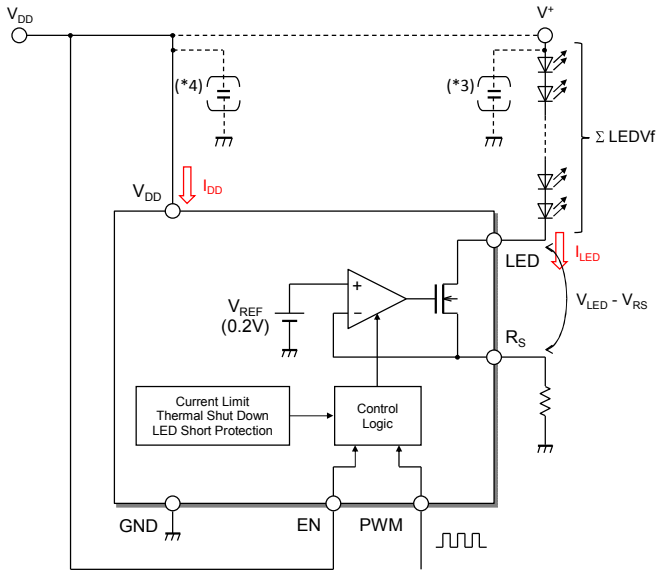 VDD
V+
(*4)
(*3)
Σ LEDVf
VDD
IDD
LED
ILED
VREF
(0.2V)
+
−
VLED - VRS
RS
Current Limit
Thermal Shut Down
LED Short Protection
Control
Logic
GND
EN
PWM